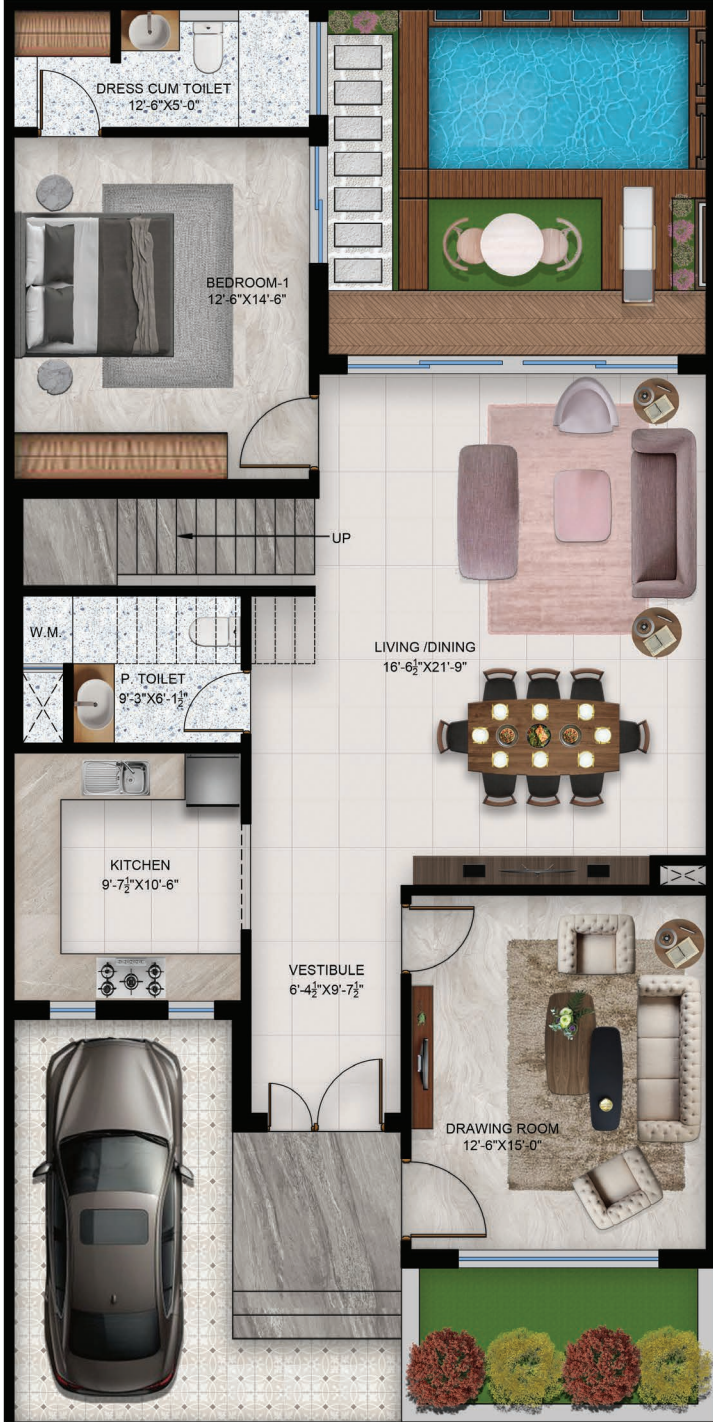 DRESS CUM TOILET
12'-6"X5'-0"
BEDROOM-1
12'-6"X14'-6"
UP
W.M.
LIVING /DINING
16'-6½"X21'-9"
P. TOILET
9'-3"X6'-1½"
KITCHEN
9'-7½"X10'-6"
VESTIBULE
6'-4½"X9'-7½"
DRAWING ROOM
12'-6"X15'-0"